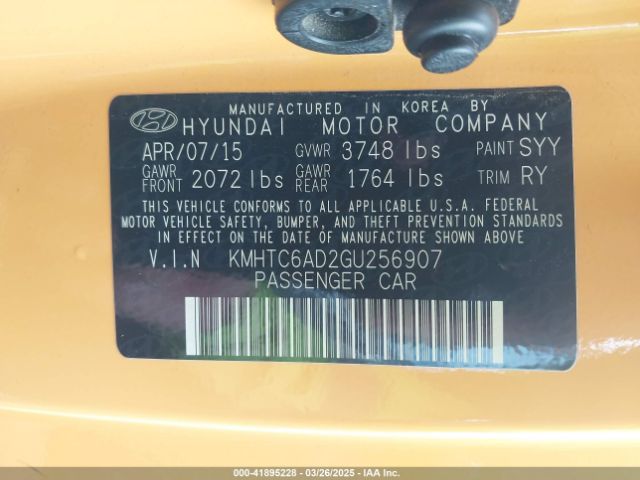 MANUFACTURED IN KOREA BY
HYUNDAI MOTOR COMPANY
APR/07/15 GVWR 3748 lbs PAINT SYY
GAWR FRONT 2072 lbs GAWR REAR 1764 lbs TRIM RY
THIS VEHICLE CONFORMS TO ALL APPLICABLE U.S.A. FEDERAL
MOTOR VEHICLE SAFETY, BUMPER, AND THEFT PREVENTION STANDARDS
IN EFFECT ON THE DATE OF MANUFACTURE SHOWN ABOVE
V.I.N KMHTC6AD2GU256907
PASSENGER CAR
000-41895228 - 03/26/2025 - IAA Inc.